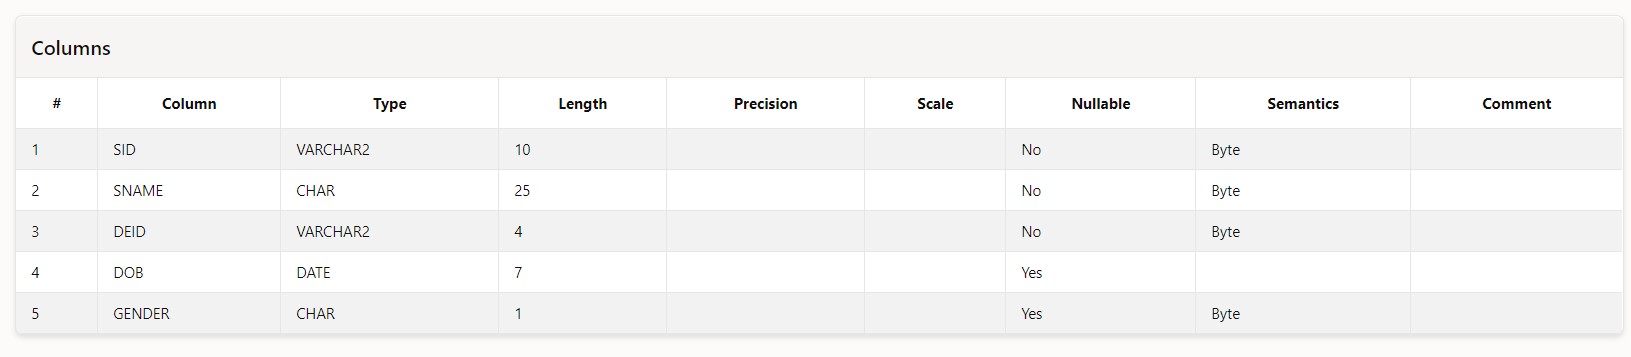 Columns
# Column Type Length Precision Scale Nullable Semantics Comment
1 SID VARCHAR2 10 No Byte
2 SNAME CHAR 25 No Byte
3 DEID VARCHAR2 4 No Byte
4 DOB DATE 7 Yes
5 GENDER CHAR 1 Yes Byte